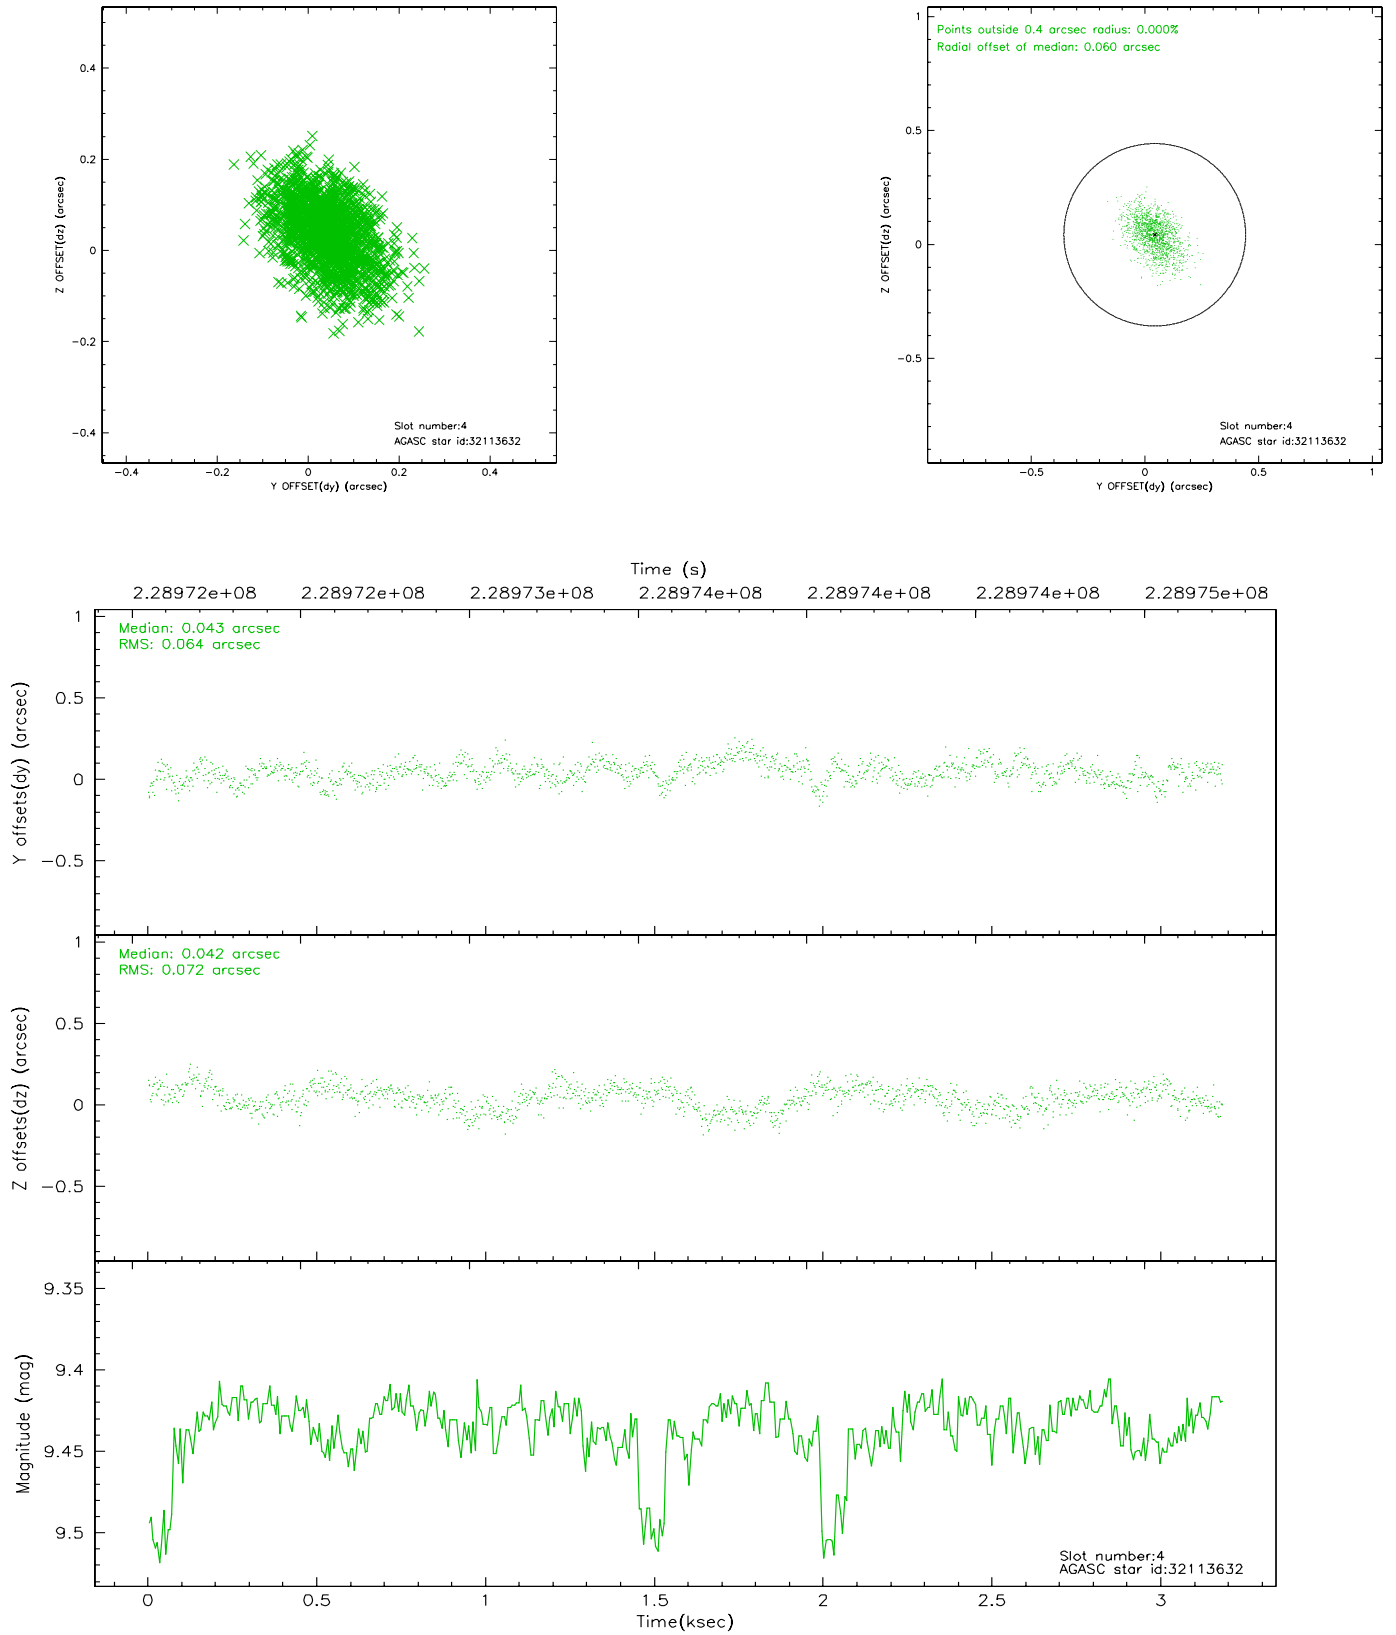 0.4
0.2
0
−0.2
−0.4
Z OFFSET(dz) (arcsec)
Slot number:4
AGASC star id:32113632
−0.4
−0.2
0
0.2
0.4
Y OFFSET(dy) (arcsec)
Points outside 0.4 arcsec radius: 0.000%
Radial offset of median: 0.060 arcsec
1
0.5
0
−0.5
Z OFFSET(dz) (arcsec)
Slot number:4
AGASC star id:32113632
−0.5
0
0.5
1
Y OFFSET(dy) (arcsec)
Time (s)
2.28972e+08
2.28972e+08
2.28973e+08
2.28974e+08
2.28974e+08
2.28974e+08
2.28975e+08
Median: 0.043 arcsec
RMS: 0.064 arcsec
1
0.5
0
−0.5
Y offsets(dy) (arcsec)
Median: 0.042 arcsec
RMS: 0.072 arcsec
1
0.5
0
−0.5
Z offsets(dz) (arcsec)
9.35
9.4
9.45
9.5
Magnitude (mag)
Slot number:4
AGASC star id:32113632
0
0.5
1
1.5
2
2.5
3
Time(ksec)